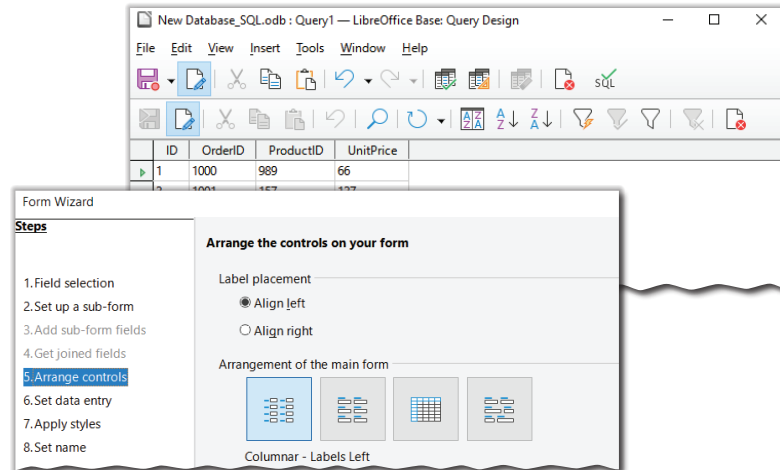 New Database_SQL.odb : Query1 — LibreOffice Base: Query Design
File Edit View Insert Tools Window Help
SQL
ID OrderID ProductID UnitPrice
1 1000 989 66
Form Wizard
Steps
Arrange the controls on your form
1.Field selection
2.Set up a sub-form
3.Add sub-form fields
4.Get joined fields
5.Arrange controls
6.Set data entry
7.Apply styles
8.Set name
Label placement
Align left
Align right
Arrangement of the main form
Columnar - Labels Left